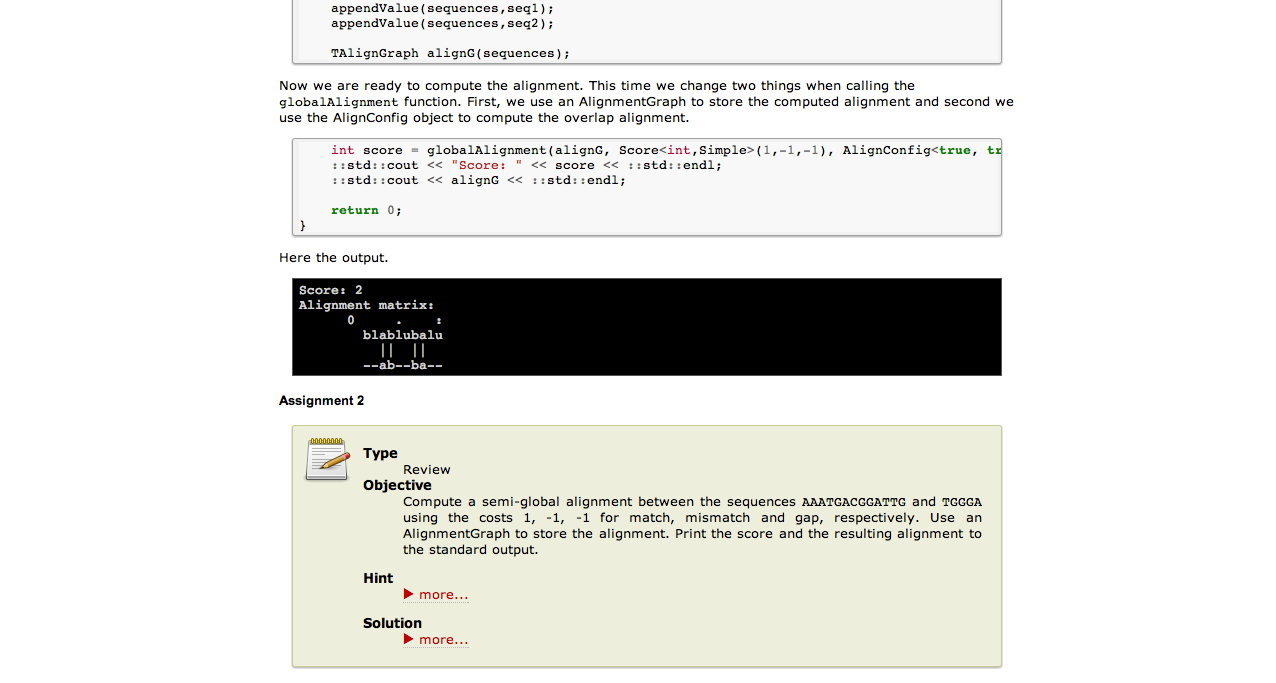 appendValue(sequences,seq1);
appendValue(sequences,seq2);
TAlignGraph alignG(sequences);
Now we are ready to compute the alignment. This time we change two things when calling the
globalAlignment function. First, we use an AlignmentGraph to store the computed alignment and second we
use the AlignConfig object to compute the overlap alignment.
int score = globalAlignment(alignG, Score<int,Simple>(1,-1,-1), AlignConfig<true, tr
::std::cout << "Score: " << score << ::std::endl;
::std::cout << alignG << ::std::endl;
return 0;
}
Here the output.
Score: 2
Alignment matrix:
0     .    :
blablubalu
||  ||
--ab--ba--
Assignment 2
Type
Review
Objective
Compute a semi-global alignment between the sequences AAATGACGGATTG and TGGGA
using the costs 1, -1, -1 for match, mismatch and gap, respectively. Use an
AlignmentGraph to store the alignment. Print the score and the resulting alignment to
the standard output.
Hint
more...
Solution
more...